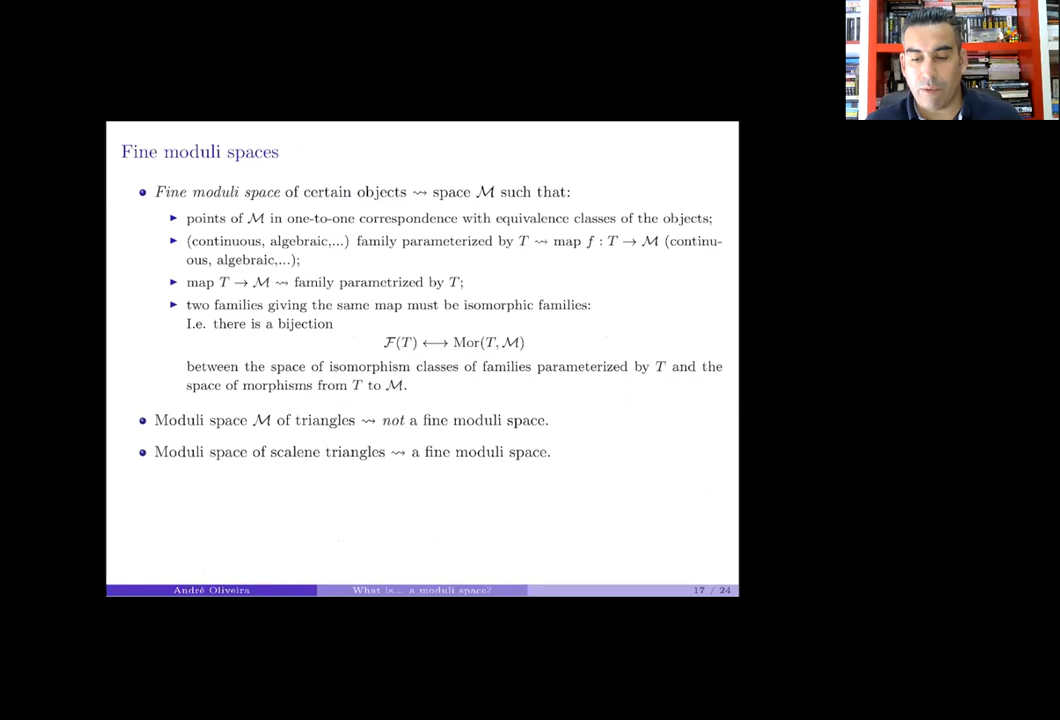 Fine moduli spaces
Fine moduli space of certain objects ⇝ space ℳ such that:
points of ℳ in one-to-one correspondence with equivalence classes of the objects;
(continuous, algebraic,...) family parameterized by T ⇝ map f : T → ℳ (continu-
ous, algebraic,...);
map T → ℳ ⇝ family parametrized by T;
two families giving the same map must be isomorphic families:
I.e. there is a bijection
ℱ(T) ⟷ Mor(T, ℳ)
between the space of isomorphism classes of families parameterized by T and the
space of morphisms from T to ℳ.
Moduli space ℳ of triangles ⇝ not a fine moduli space.
Moduli space of scalene triangles ⇝ a fine moduli space.
André Oliveira What is... a moduli space? 17 / 24